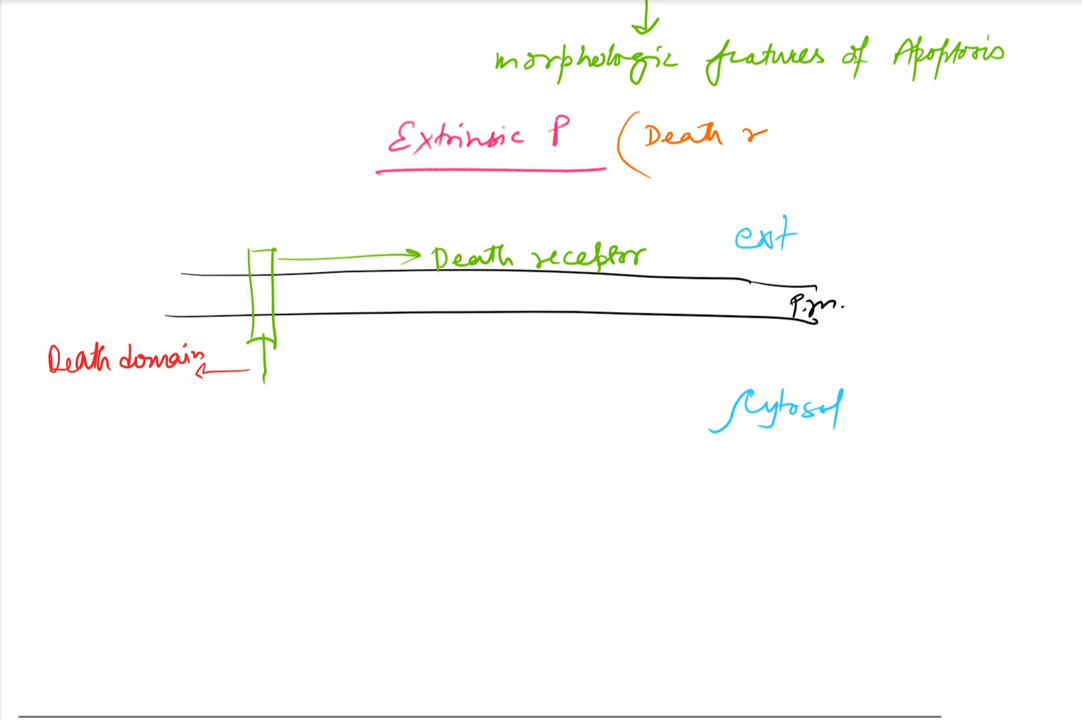 morphologic features of Apoptosis
Extrinsic P (Death r
ext
Death receptor
P.m.
Death domain
Cytosol